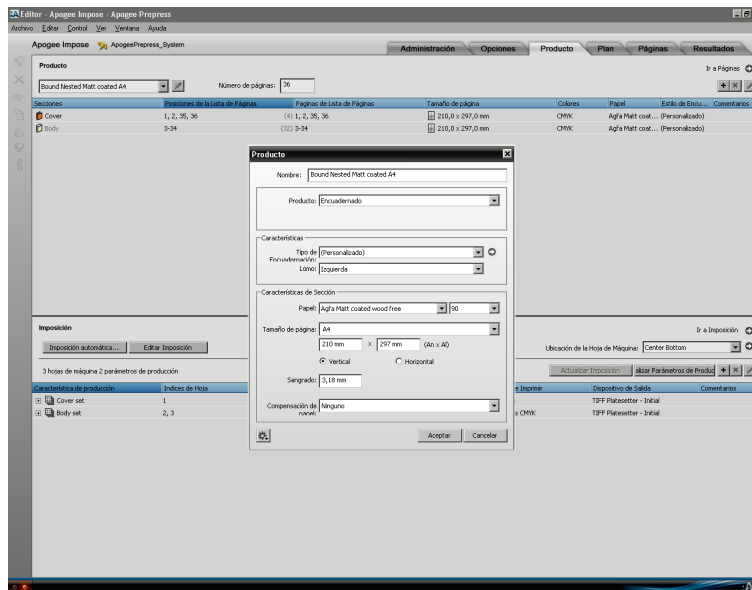 Editor - Apogee Impose - Apogee Prepress
Archivo Editar Control Ver Ventana Ayuda
Apogee Impose ApogeePrepress_System
Administración Opciones Producto Plan Páginas Resultados
Producto
Ir a Páginas
Bound Nested Matt coated A4 Número de páginas: 36
Secciones Posiciones de la Lista de Páginas Paginas de Lista de Páginas Tamaño de página Colores Papel Estilo de Encu... Comentarios
Cover 1, 2, 35, 36 (4) 1, 2, 35, 36 210,0 x 297,0 mm CMYK Agfa Matt coat... (Personalizado)
Body 3-34 (32) 3-34 210,0 x 297,0 mm CMYK Agfa Matt coat... (Personalizado)
Producto
Nombre: Bound Nested Matt coated A4
Producto: Encuadernado
Características
Tipo de Encuadernación: (Personalizado)
Lomo: Izquierda
Características de Sección
Papel: Agfa Matt coated wood free 90
Tamaño de página: A4
210 mm x 297 mm (An x Al)
Vertical Horizontal
Sangrado: 3,18 mm
Compensación de papel: Ninguno
Aceptar Cancelar
Imposición
Ir a Imposición
Imposición automática... Editar Imposición Ubicación de la Hoja de Máquina: Center Bottom
3 hojas de máquina 2 parámetros de producción Actualizar Imposición alizar Parámetros de Produc
Característica de producción Indices de Hoja e Imprimir Dispositivo de Salida Comentarios
Cover set 1 TIFF Platesetter - Initial
Body set 2, 3 s CMYK TIFF Platesetter - Initial